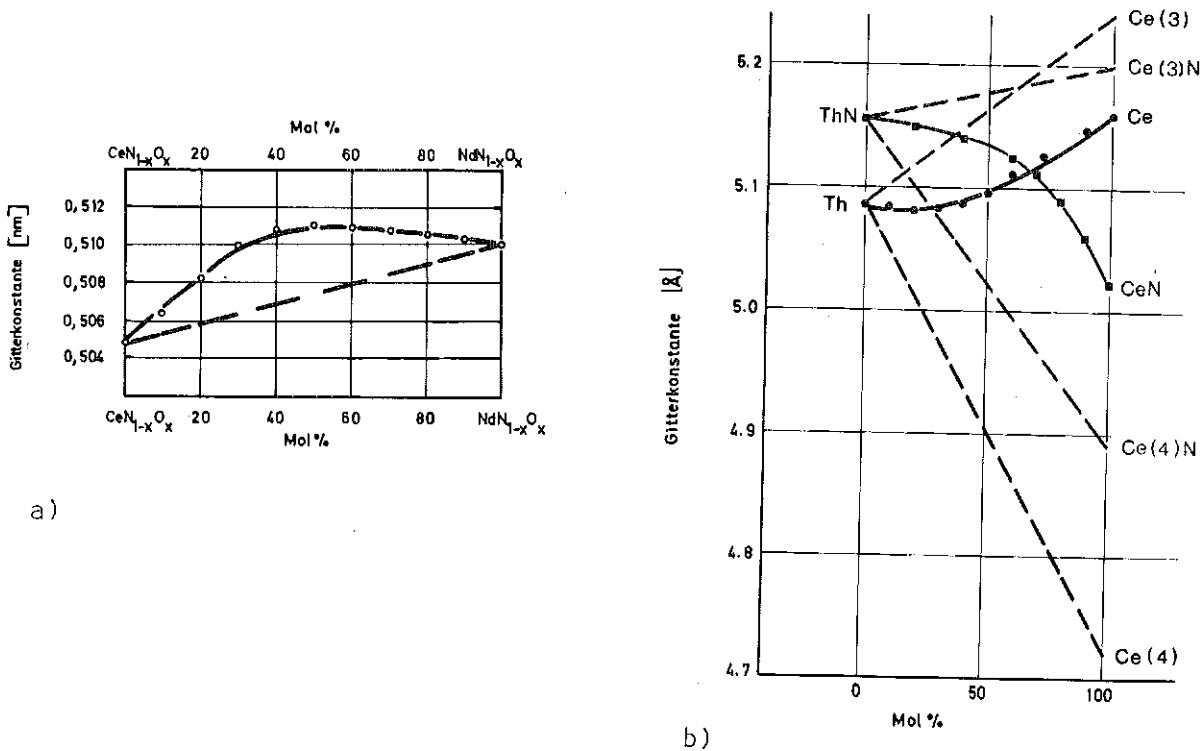 Mol %
CeN1-xOx 20 40 60 80 NdN1-xOx
Gitterkonstante [nm]
0,512
0,510
0,508
0,506
0,504
CeN1-xOx 20 40 60 80 NdN1-xOx
Mol %
a)
Gitterkonstante [Å]
5.2
5.1
5.0
4.9
4.8
4.7
ThN
Th
Ce(3)
Ce(3)N
Ce
CeN
Ce(4)N
Ce(4)
0 50 100
Mol %
b)